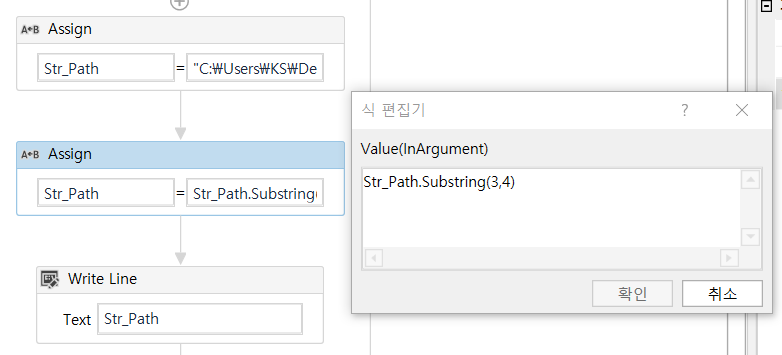 A↔B Assign
Str_Path = "C:₩Users₩KS₩De
A↔B Assign
Str_Path = Str_Path.Substring(
Write Line
Text Str_Path
식 편집기 ? ×
Value(InArgument)
Str_Path.Substring(3,4)
확인 취소